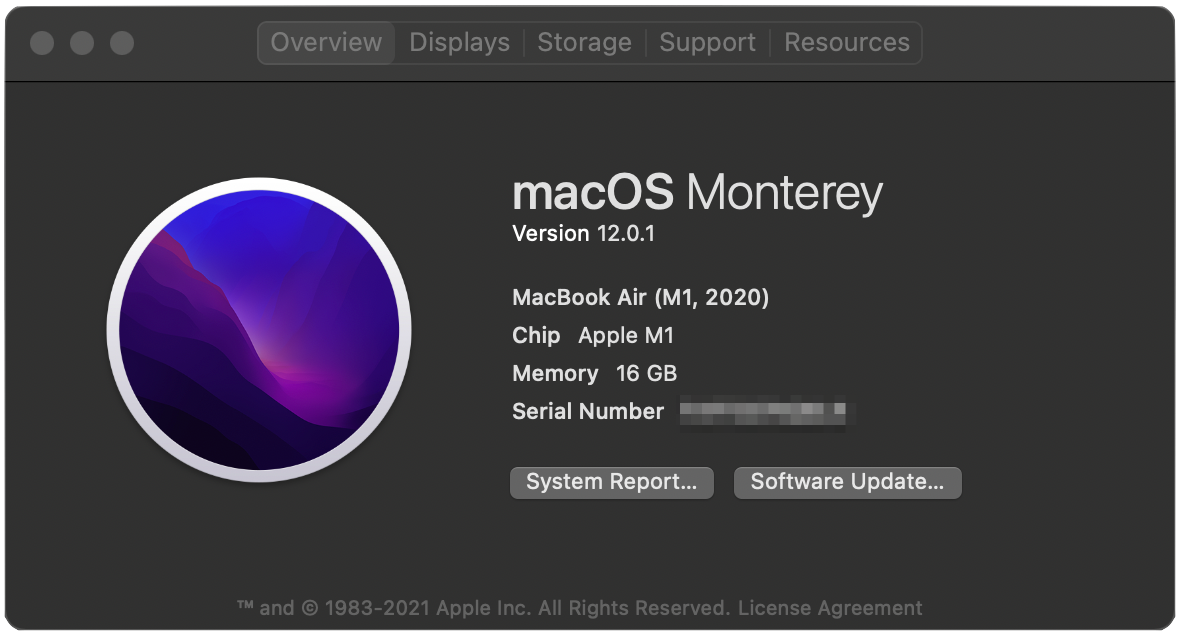 Overview Displays Storage Support Resources
macOS Monterey
Version 12.0.1
MacBook Air (M1, 2020)
Chip Apple M1
Memory 16 GB
Serial Number
System Report... Software Update...
™ and © 1983-2021 Apple Inc. All Rights Reserved. License Agreement